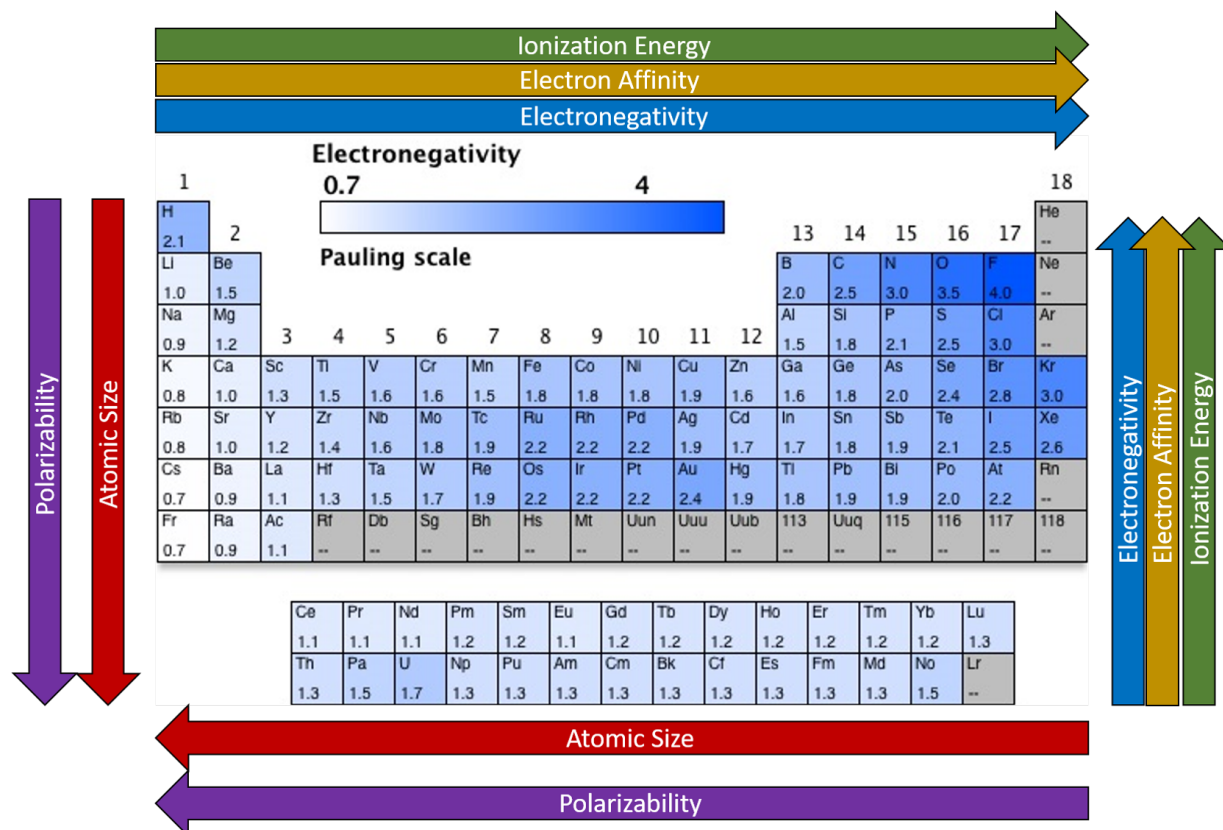 Ionization Energy
Electron Affinity
Electronegativity
Electronegativity
0.7 4
Pauling scale
1 18
H He
2.1 --
2 13 14 15 16 17
Li Be B C N O F Ne
1.0 1.5 2.0 2.5 3.0 3.5 4.0 --
Na Mg Al Si P S Cl Ar
0.9 1.2 1.5 1.8 2.1 2.5 3.0 --
3 4 5 6 7 8 9 10 11 12
K Ca Sc Ti V Cr Mn Fe Co Ni Cu Zn Ga Ge As Se Br Kr
0.8 1.0 1.3 1.5 1.6 1.6 1.5 1.8 1.8 1.8 1.9 1.6 1.6 1.8 2.0 2.4 2.8 3.0
Rb Sr Y Zr Nb Mo Tc Ru Rh Pd Ag Cd In Sn Sb Te I Xe
0.8 1.0 1.2 1.4 1.6 1.8 1.9 2.2 2.2 2.2 1.9 1.7 1.7 1.8 1.9 2.1 2.5 2.6
Cs Ba La Hf Ta W Re Os Ir Pt Au Hg Tl Pb Bi Po At Rn
0.7 0.9 1.1 1.3 1.5 1.7 1.9 2.2 2.2 2.2 2.4 1.9 1.8 1.9 1.9 2.0 2.2 --
Fr Ra Ac Rf Db Sg Bh Hs Mt Uun Uuu Uub 113 Uuq 115 116 117 118
0.7 0.9 1.1 -- -- -- -- -- -- -- -- -- -- -- -- -- -- --
Ce Pr Nd Pm Sm Eu Gd Tb Dy Ho Er Tm Yb Lu
1.1 1.1 1.1 1.2 1.2 1.1 1.2 1.2 1.2 1.2 1.2 1.2 1.2 1.3
Th Pa U Np Pu Am Cm Bk Cf Es Fm Md No Lr
1.3 1.5 1.7 1.3 1.3 1.3 1.3 1.3 1.3 1.3 1.3 1.3 1.5 --
Polarizability
Atomic Size
Electronegativity
Electron Affinity
Ionization Energy
Atomic Size
Polarizability